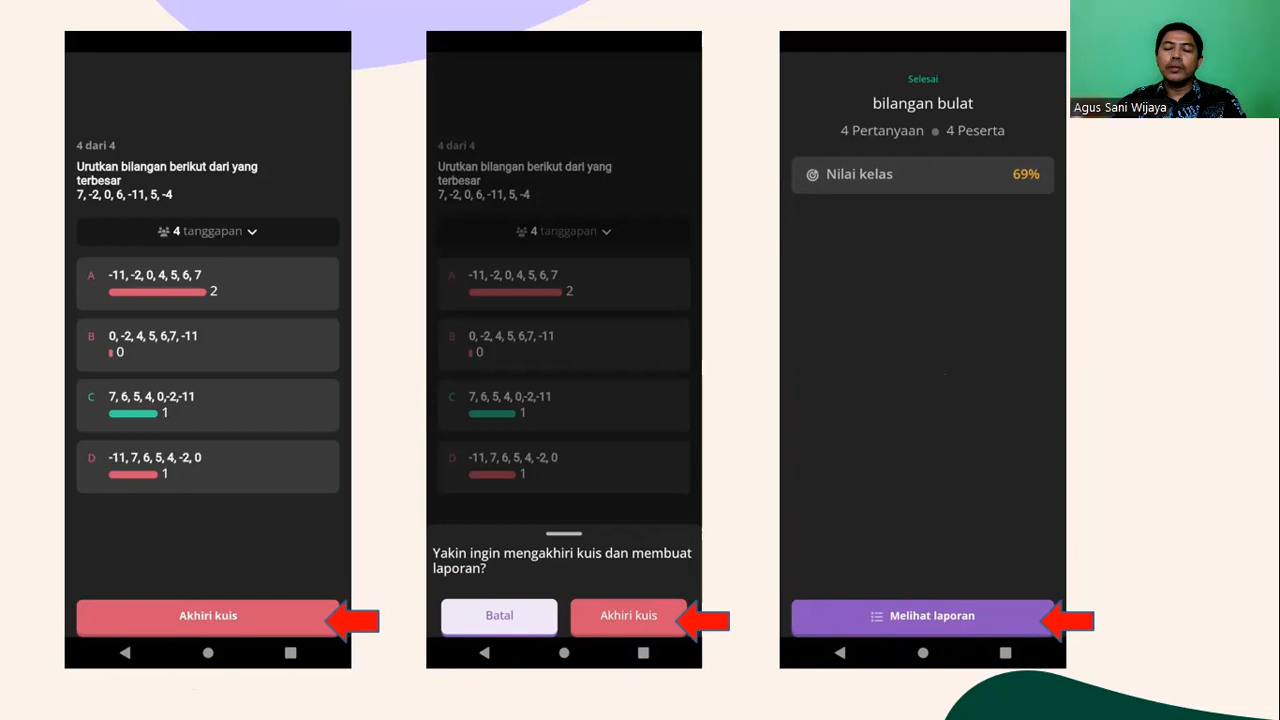 4 dari 4
Urutkan bilangan berikut dari yang
terbesar
7, -2, 0, 6, -11, 5, -4
4 tanggapan
A -11, -2, 0, 4, 5, 6, 7
2
B 0, -2, 4, 5, 6,7, -11
0
C 7, 6, 5, 4, 0,-2,-11
1
D -11, 7, 6, 5, 4, -2, 0
1
Akhiri kuis
4 dari 4
Urutkan bilangan berikut dari yang
terbesar
7, -2, 0, 6, -11, 5, -4
4 tanggapan
A -11, -2, 0, 4, 5, 6, 7
2
B 0, -2, 4, 5, 6,7, -11
0
C 7, 6, 5, 4, 0,-2,-11
1
D -11, 7, 6, 5, 4, -2, 0
1
Yakin ingin mengakhiri kuis dan membuat
laporan?
Batal
Akhiri kuis
Selesai
bilangan bulat
4 Pertanyaan 4 Peserta
Nilai kelas 69%
Melihat laporan
Agus Sani Wijaya